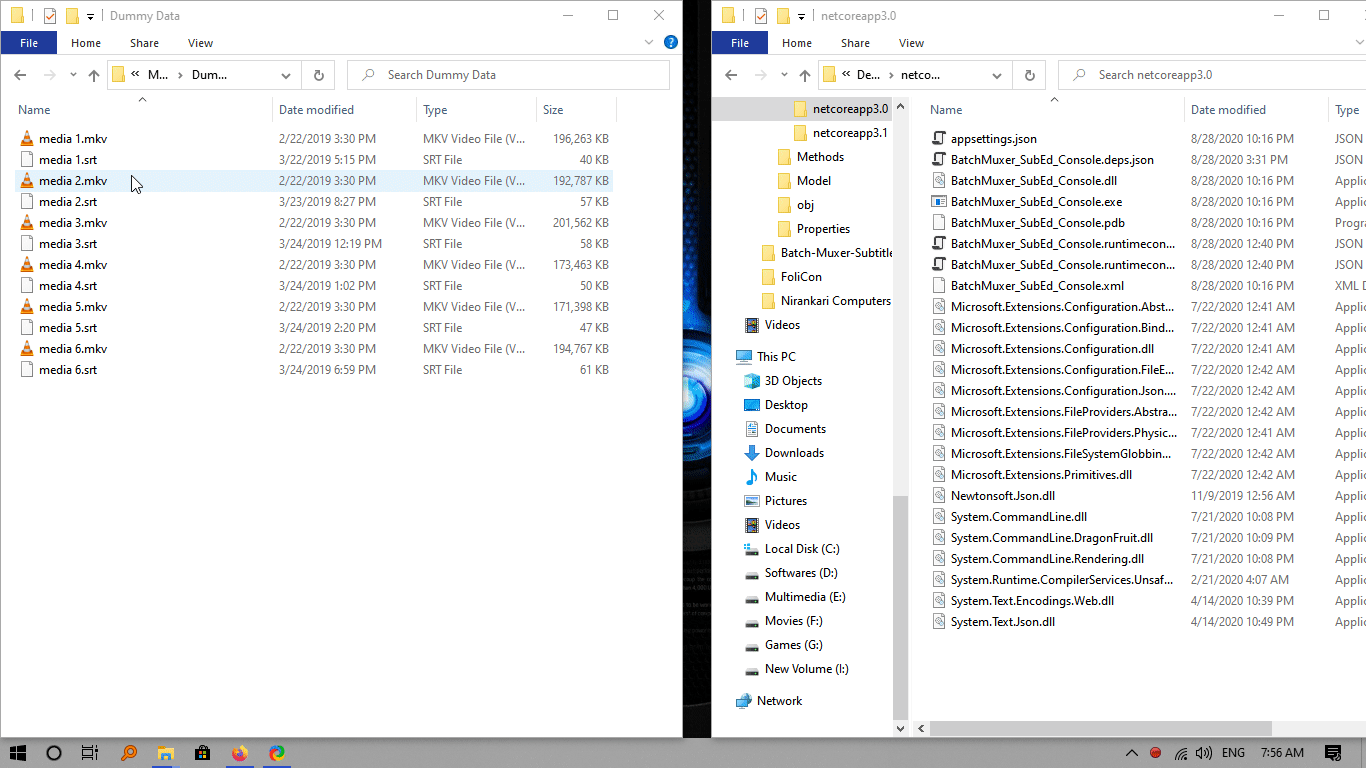 Dummy Data
File Home Share View
« M... › Dum...
Search Dummy Data
Name Date modified Type Size
media 1.mkv 2/22/2019 3:30 PM MKV Video File (V... 196,263 KB
media 1.srt 3/22/2019 5:15 PM SRT File 40 KB
media 2.mkv 2/22/2019 3:30 PM MKV Video File (V... 192,787 KB
media 2.srt 3/23/2019 8:27 PM SRT File 57 KB
media 3.mkv 2/22/2019 3:30 PM MKV Video File (V... 201,562 KB
media 3.srt 3/24/2019 12:19 PM SRT File 58 KB
media 4.mkv 2/22/2019 3:30 PM MKV Video File (V... 173,463 KB
media 4.srt 3/24/2019 1:02 PM SRT File 50 KB
media 5.mkv 2/22/2019 3:30 PM MKV Video File (V... 171,398 KB
media 5.srt 3/24/2019 2:20 PM SRT File 47 KB
media 6.mkv 2/22/2019 3:30 PM MKV Video File (V... 194,767 KB
media 6.srt 3/24/2019 6:59 PM SRT File 61 KB
netcoreapp3.0
File Home Share View
« De... › netco...
Search netcoreapp3.0
netcoreapp3.0
netcoreapp3.1
Methods
Model
obj
Properties
Batch-Muxer-Subtitle
FoliCon
Nirankari Computers
Videos
This PC
3D Objects
Desktop
Documents
Downloads
Music
Pictures
Videos
Local Disk (C:)
Softwares (D:)
Multimedia (E:)
Movies (F:)
Games (G:)
New Volume (I:)
Network
Name Date modified Type
appsettings.json 8/28/2020 10:16 PM JSON
BatchMuxer_SubEd_Console.deps.json 8/28/2020 3:31 PM JSON
BatchMuxer_SubEd_Console.dll 8/28/2020 10:16 PM Applic
BatchMuxer_SubEd_Console.exe 8/28/2020 10:16 PM Applic
BatchMuxer_SubEd_Console.pdb 8/28/2020 10:16 PM Progra
BatchMuxer_SubEd_Console.runtimecon... 8/28/2020 12:40 PM JSON
BatchMuxer_SubEd_Console.runtimecon... 8/28/2020 12:40 PM JSON
BatchMuxer_SubEd_Console.xml 8/28/2020 10:16 PM XML D
Microsoft.Extensions.Configuration.Abst... 7/22/2020 12:41 AM Applic
Microsoft.Extensions.Configuration.Bind... 7/22/2020 12:41 AM Applic
Microsoft.Extensions.Configuration.dll 7/22/2020 12:41 AM Applic
Microsoft.Extensions.Configuration.FileE... 7/22/2020 12:42 AM Applic
Microsoft.Extensions.Configuration.Json.... 7/22/2020 12:42 AM Applic
Microsoft.Extensions.FileProviders.Abstra... 7/22/2020 12:42 AM Applic
Microsoft.Extensions.FileProviders.Physic... 7/22/2020 12:41 AM Applic
Microsoft.Extensions.FileSystemGlobbin... 7/22/2020 12:42 AM Applic
Microsoft.Extensions.Primitives.dll 7/22/2020 12:42 AM Applic
Newtonsoft.Json.dll 11/9/2019 12:56 AM Applic
System.CommandLine.dll 7/21/2020 10:08 PM Applic
System.CommandLine.DragonFruit.dll 7/21/2020 10:09 PM Applic
System.CommandLine.Rendering.dll 7/21/2020 10:08 PM Applic
System.Runtime.CompilerServices.Unsaf... 2/21/2020 4:07 AM Applic
System.Text.Encodings.Web.dll 4/14/2020 10:39 PM Applic
System.Text.Json.dll 4/14/2020 10:49 PM Applic
ENG 7:56 AM